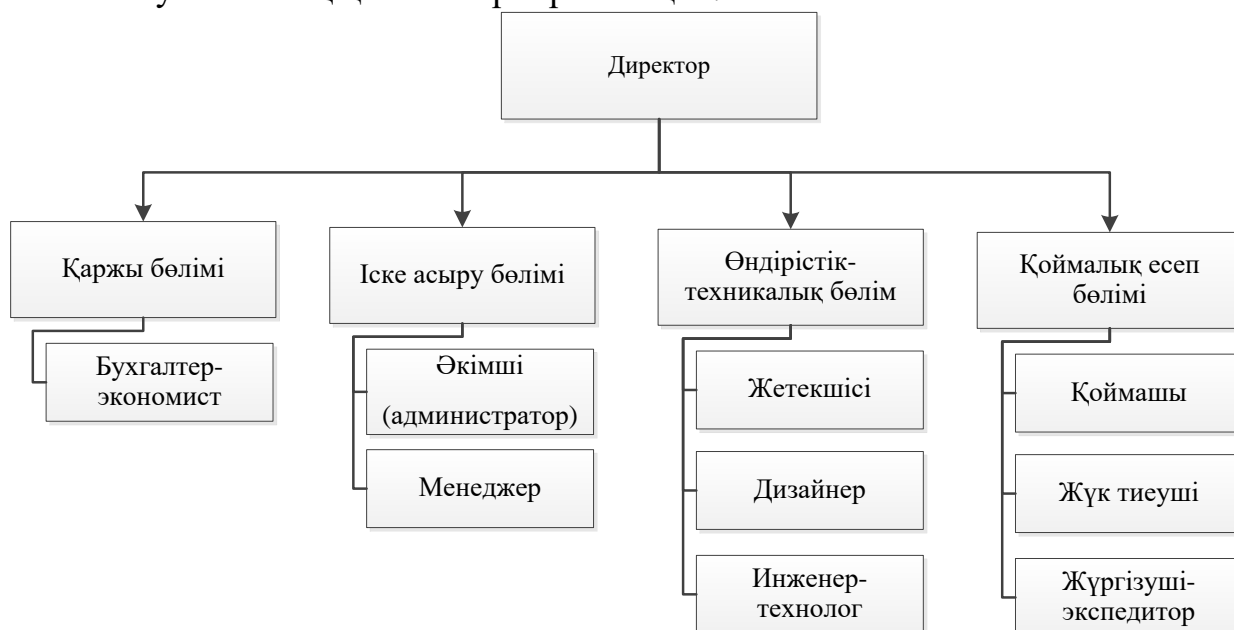 Директор
Қаржы бөлімі
Бухгалтер-
экономист
Іске асыру бөлімі
Әкімші
(администратор)
Менеджер
Өндірістік-
техникалық бөлім
Жетекшісі
Дизайнер
Инженер-
технолог
Қоймалық есеп
бөлімі
Қоймашы
Жүк тиеуші
Жүргізуші-
экспедитор